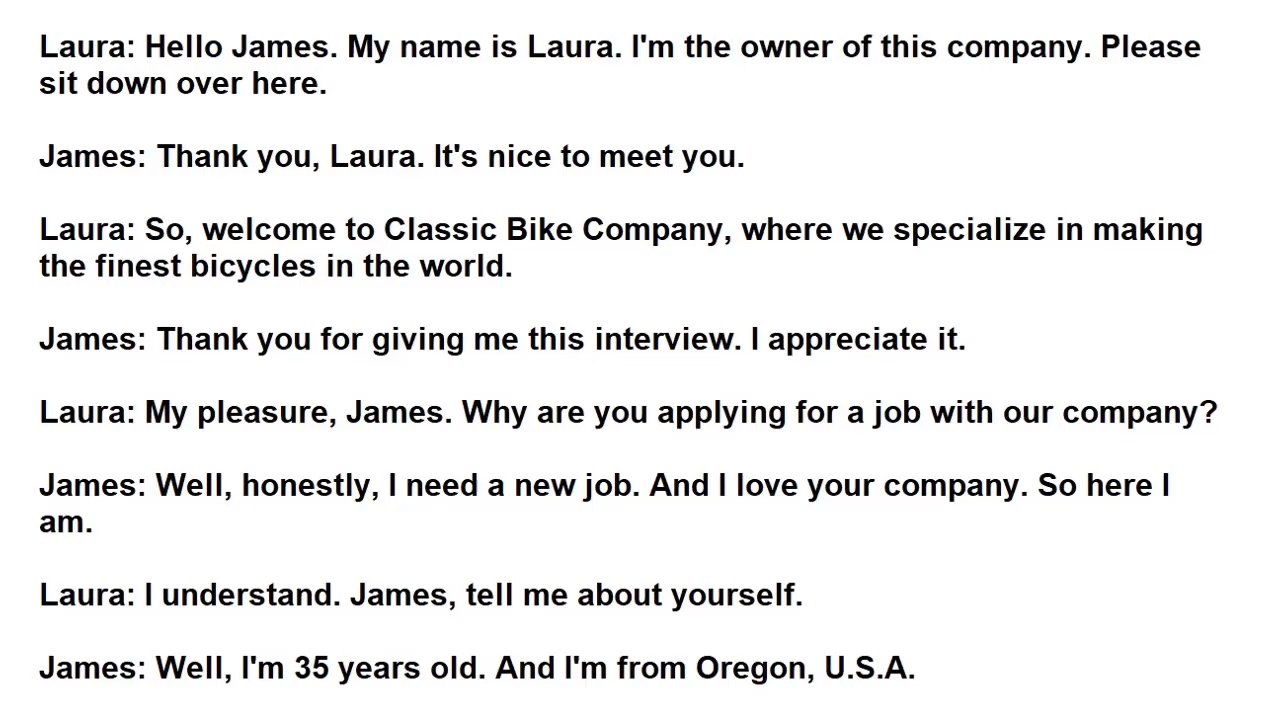 Laura: Hello James. My name is Laura. I'm the owner of this company. Please
sit down over here.
James: Thank you, Laura. It's nice to meet you.
Laura: So, welcome to Classic Bike Company, where we specialize in making
the finest bicycles in the world.
James: Thank you for giving me this interview. I appreciate it.
Laura: My pleasure, James. Why are you applying for a job with our company?
James: Well, honestly, I need a new job. And I love your company. So here I
am.
Laura: I understand. James, tell me about yourself.
James: Well, I'm 35 years old. And I'm from Oregon, U.S.A.